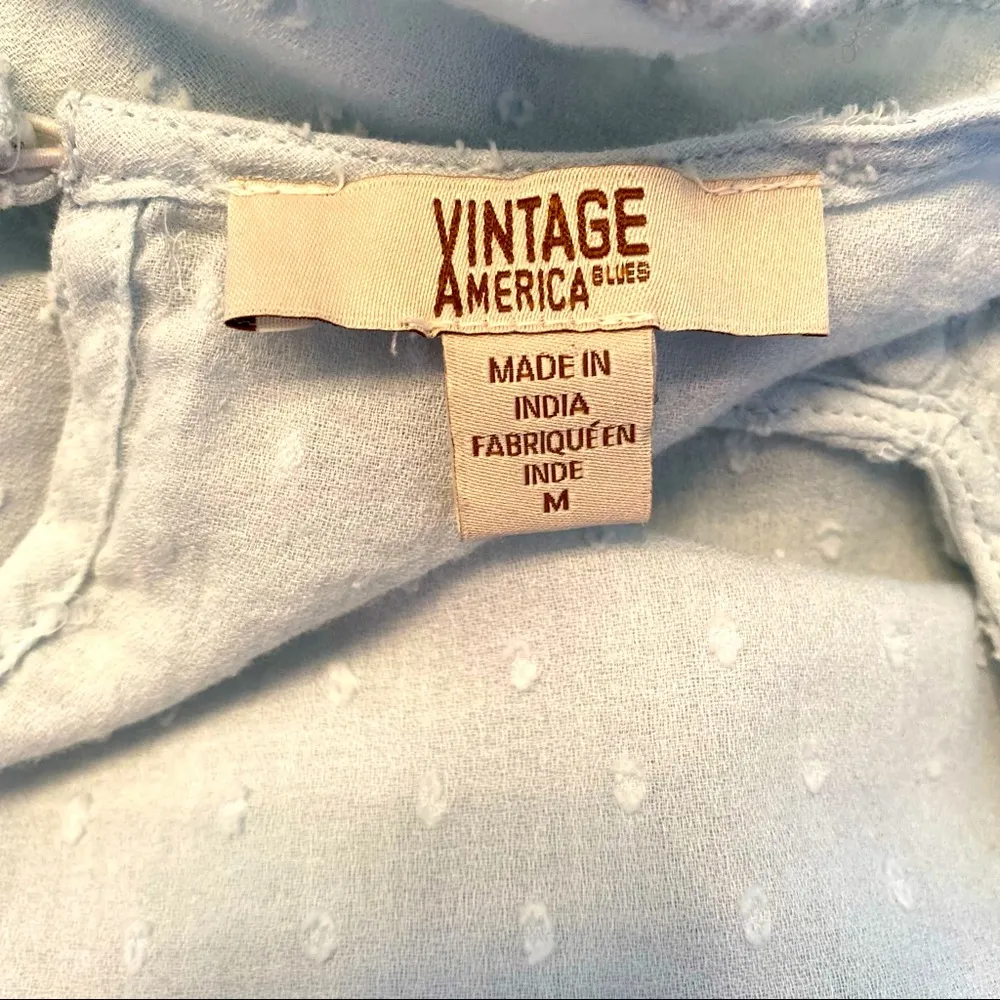 VINTAGE
AMERICA BLUES
MADE IN
INDIA
FABRIQUÉ EN
INDE
M